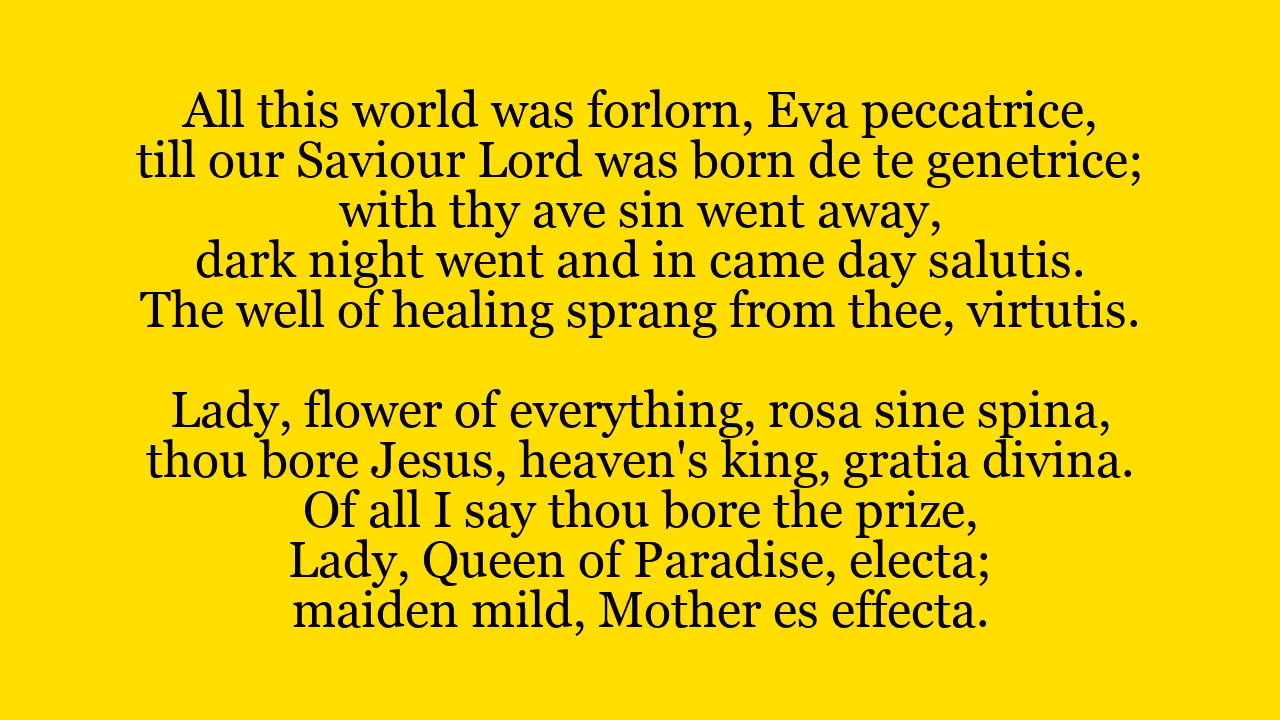 All this world was forlorn, Eva peccatrice,
till our Saviour Lord was born de te genetrice;
with thy ave sin went away,
dark night went and in came day salutis.
The well of healing sprang from thee, virtutis.

Lady, flower of everything, rosa sine spina,
thou bore Jesus, heaven's king, gratia divina.
Of all I say thou bore the prize,
Lady, Queen of Paradise, electa;
maiden mild, Mother es effecta.